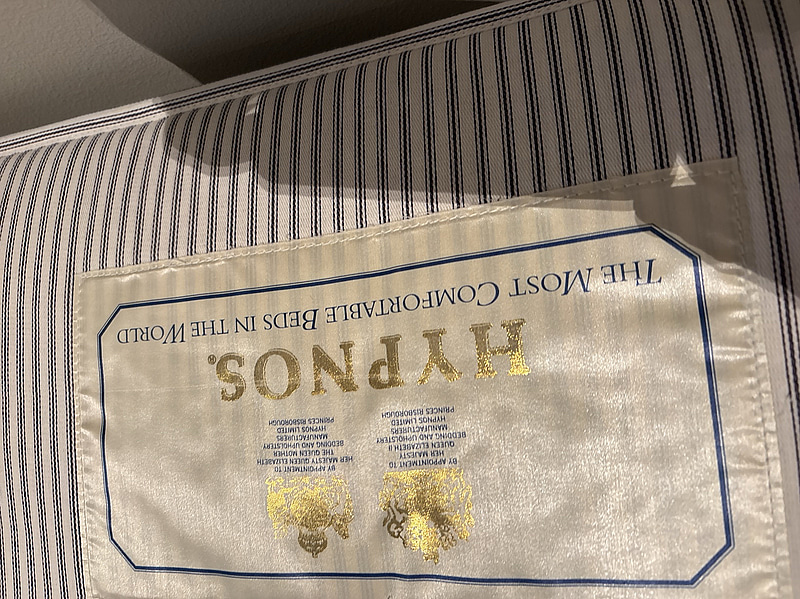 BY APPOINTMENT TO
HER MAJESTY
QUEEN ELIZABETH II
BEDDING AND UPHOLSTERY
MANUFACTURERS
HYPNOS LIMITED
PRINCES RISBOROUGH
BY APPOINTMENT TO
HER MAJESTY QUEEN ELIZABETH
THE QUEEN MOTHER
BEDDING AND UPHOLSTERY
MANUFACTURERS
HYPNOS LIMITED
PRINCES RISBOROUGH
HYPNOS®
THE MOST COMFORTABLE BEDS IN THE WORLD